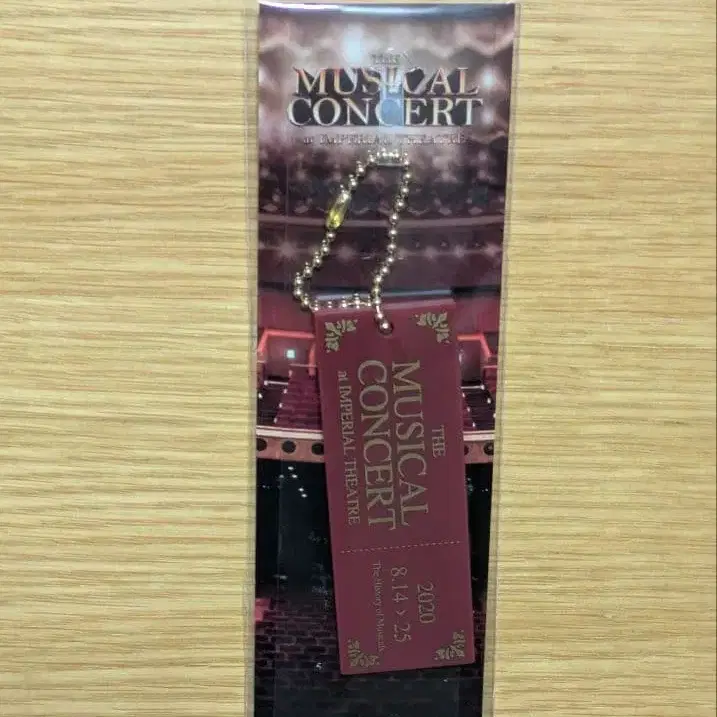 THE
MUSICAL
CONCERT
at IMPERIAL THEATRE
THE
MUSICAL
CONCERT
at IMPERIAL THEATRE
2020
8.14 > 25
The History of Musicals